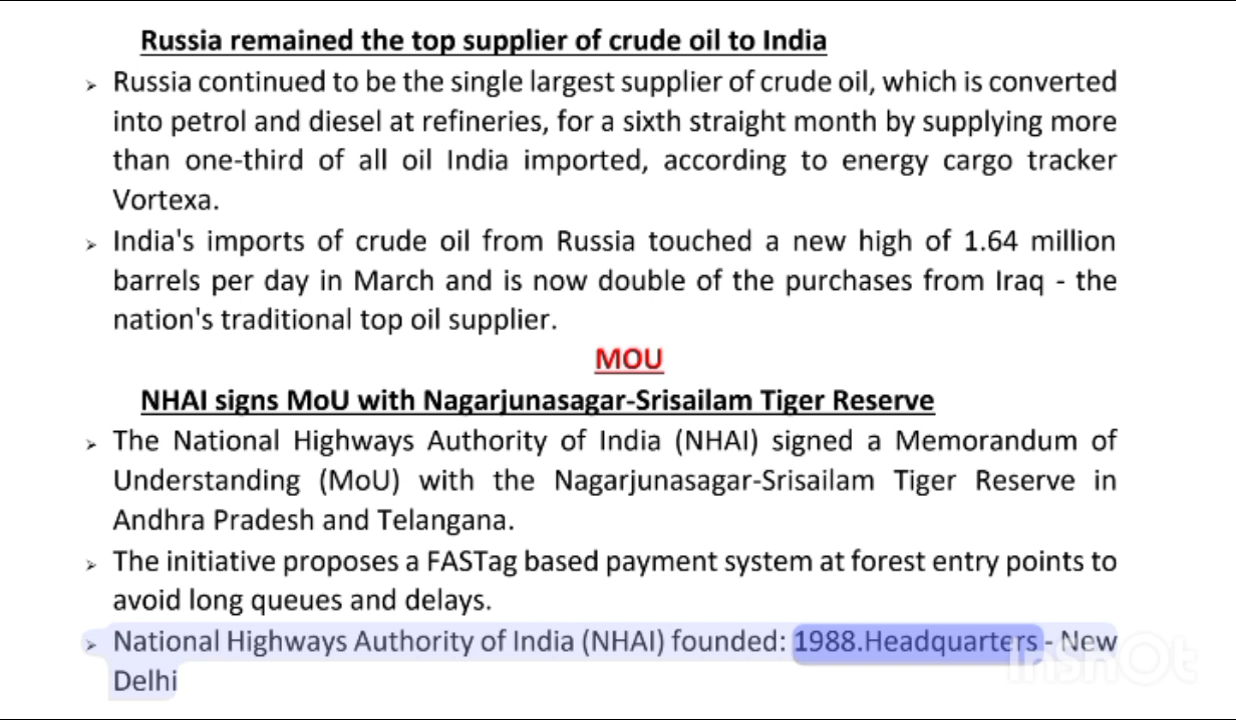 Russia remained the top supplier of crude oil to India
➢ Russia continued to be the single largest supplier of crude oil, which is converted
into petrol and diesel at refineries, for a sixth straight month by supplying more
than one-third of all oil India imported, according to energy cargo tracker
Vortexa.
➢ India's imports of crude oil from Russia touched a new high of 1.64 million
barrels per day in March and is now double of the purchases from Iraq - the
nation's traditional top oil supplier.
MOU
NHAI signs MoU with Nagarjunasagar-Srisailam Tiger Reserve
➢ The National Highways Authority of India (NHAI) signed a Memorandum of
Understanding (MoU) with the Nagarjunasagar-Srisailam Tiger Reserve in
Andhra Pradesh and Telangana.
➢ The initiative proposes a FASTag based payment system at forest entry points to
avoid long queues and delays.
➢ National Highways Authority of India (NHAI) founded: 1988.Headquarters - New
Delhi
InShOt